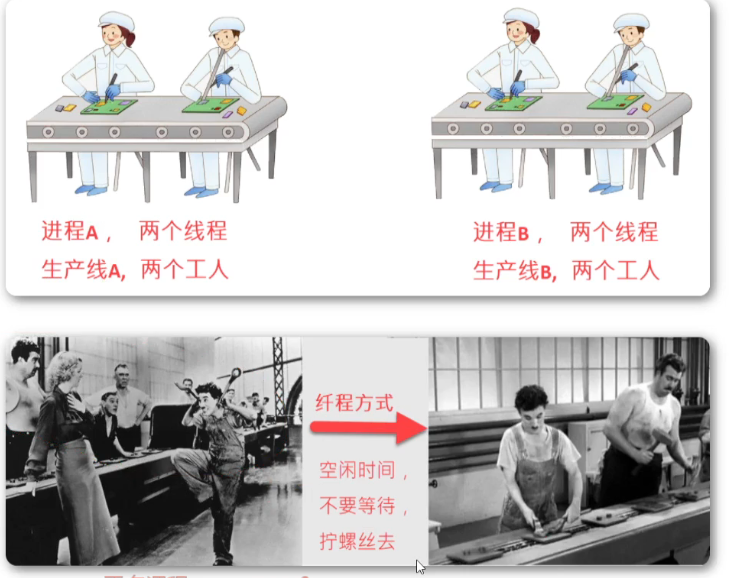 进程A， 两个线程
生产线A, 两个工人
进程B， 两个线程
生产线B, 两个工人
纤程方式
空闲时间，
不要等待，
拧螺丝去